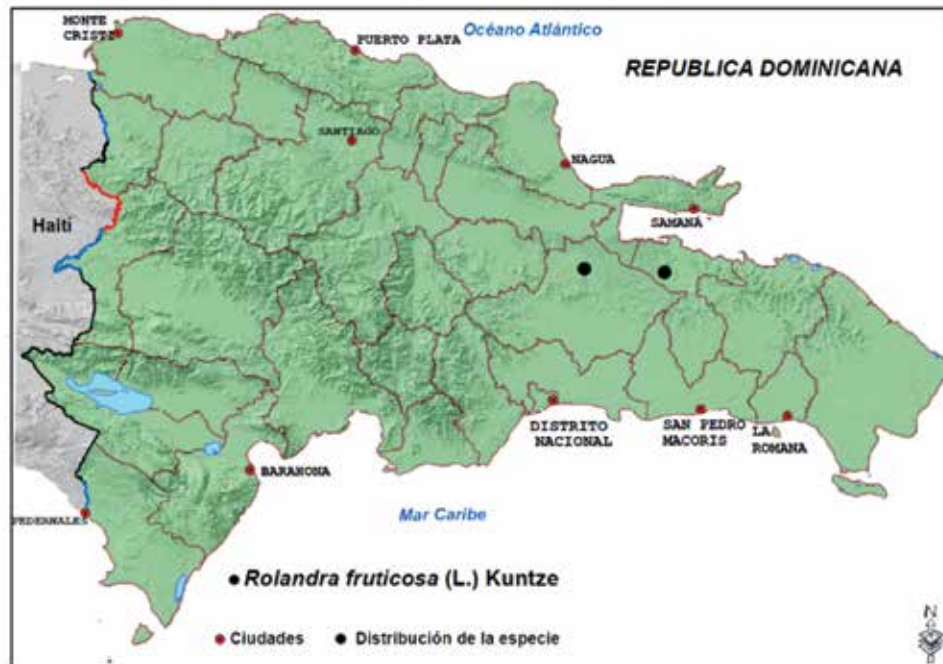 MONTE
CRISTI
PUERTO PLATA
Océano Atlántico
REPUBLICA DOMINICANA
SANTIAGO
NAGUA
SAMANÁ
Haití
DISTRITO
NACIONAL
SAN PEDRO
MACORIS
LA
ROMANA
BARAHONA
PEDERNALES
Mar Caribe
Rolandra fruticosa (L.) Kuntze
Ciudades
Distribución de la especie
N